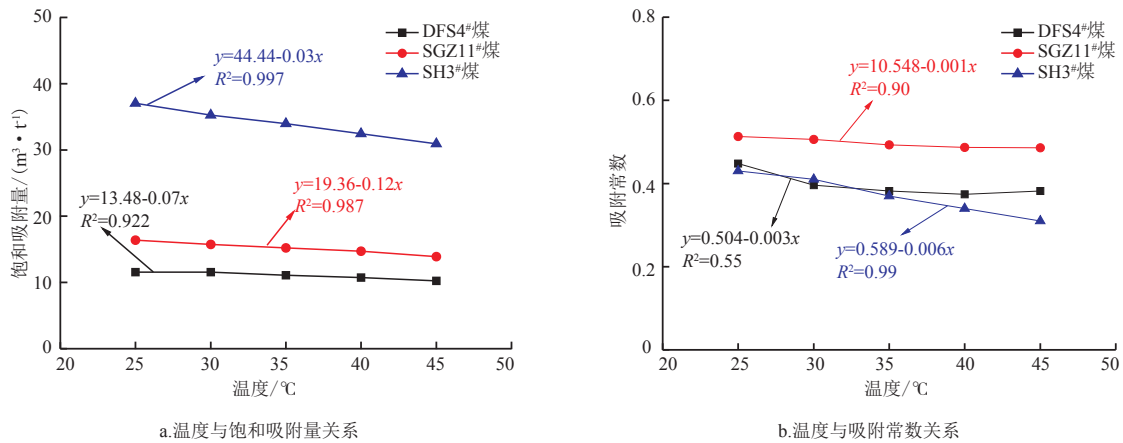 50
40
30
20
10
0
20
25
30
35
40
45
50
饱和吸附量/(m³·t⁻¹)
温度/℃
DFS4#煤
SGZ11#煤
SH3#煤
y=44.44-0.03x
R²=0.997
y=19.36-0.12x
R²=0.987
y=13.48-0.07x
R²=0.922
a.温度与饱和吸附量关系
0.8
0.6
0.4
0.2
0
20
25
30
35
40
45
50
吸附常数
温度/℃
DFS4#煤
SGZ11#煤
SH3#煤
y=10.548-0.001x
R²=0.90
y=0.504-0.003x
R²=0.55
y=0.589-0.006x
R²=0.99
b.温度与吸附常数关系